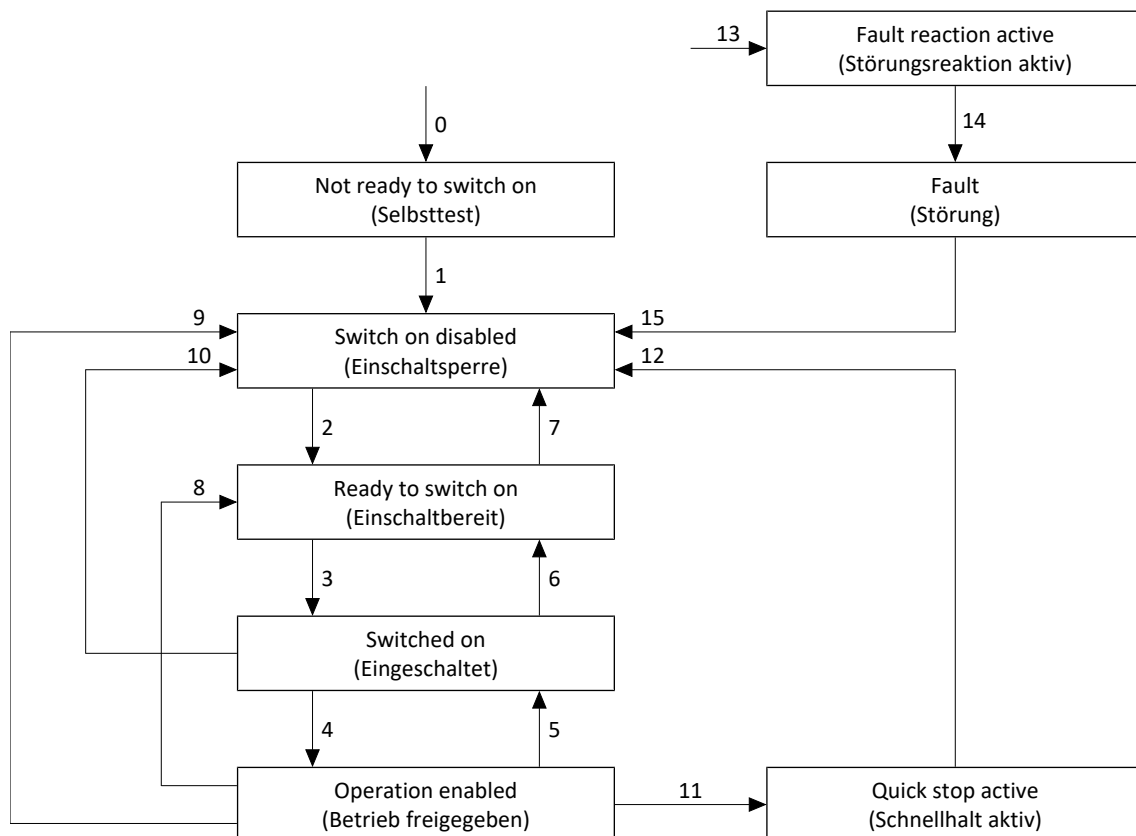 13
Fault reaction active
(Störungsreaktion aktiv)
0
14
Not ready to switch on
(Selbsttest)
Fault
(Störung)
1
9
Switch on disabled
(Einschaltsperre)
15
10
12
2
7
8
Ready to switch on
(Einschaltbereit)
3
6
Switched on
(Eingeschaltet)
4
5
Operation enabled
(Betrieb freigegeben)
11
Quick stop active
(Schnellhalt aktiv)